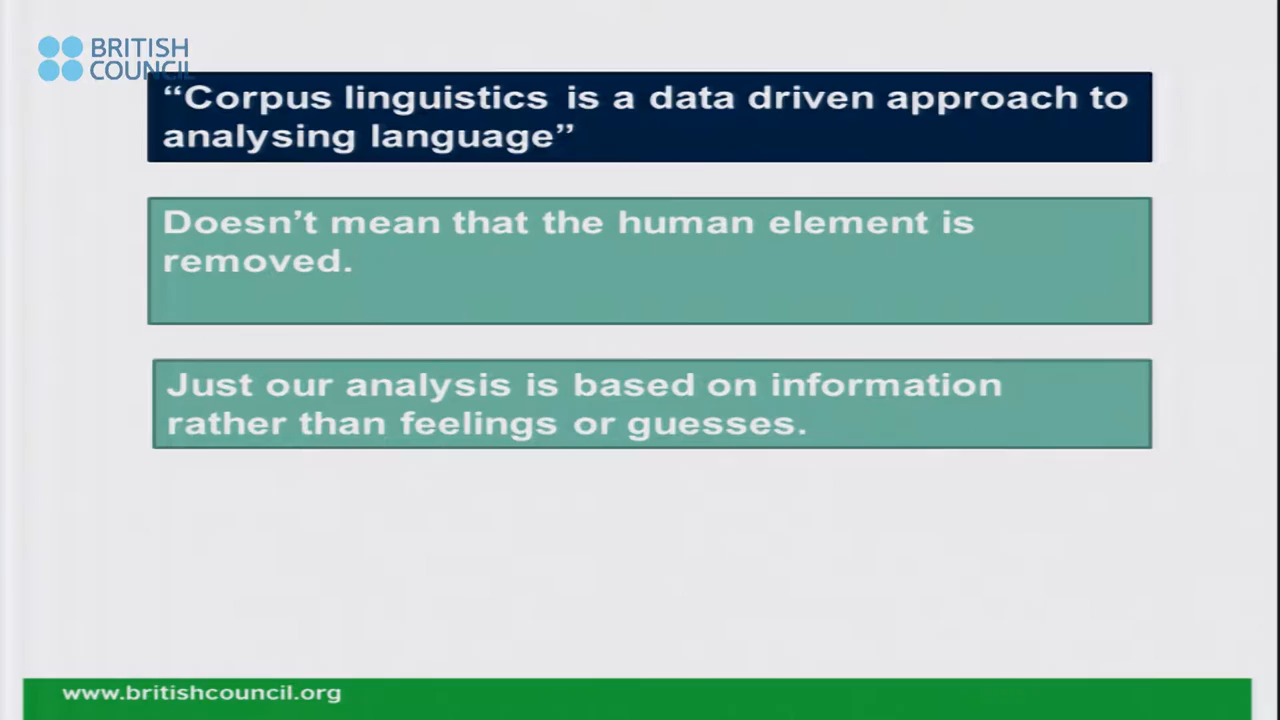 BRITISH
COUNCIL
“Corpus linguistics is a data driven approach to
analysing language”
Doesn’t mean that the human element is
removed.
Just our analysis is based on information
rather than feelings or guesses.
www.britishcouncil.org